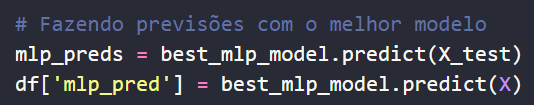 # Fazendo previsões com o melhor modelo
mlp_preds = best_mlp_model.predict(X_test)
df['mlp_pred'] = best_mlp_model.predict(X)